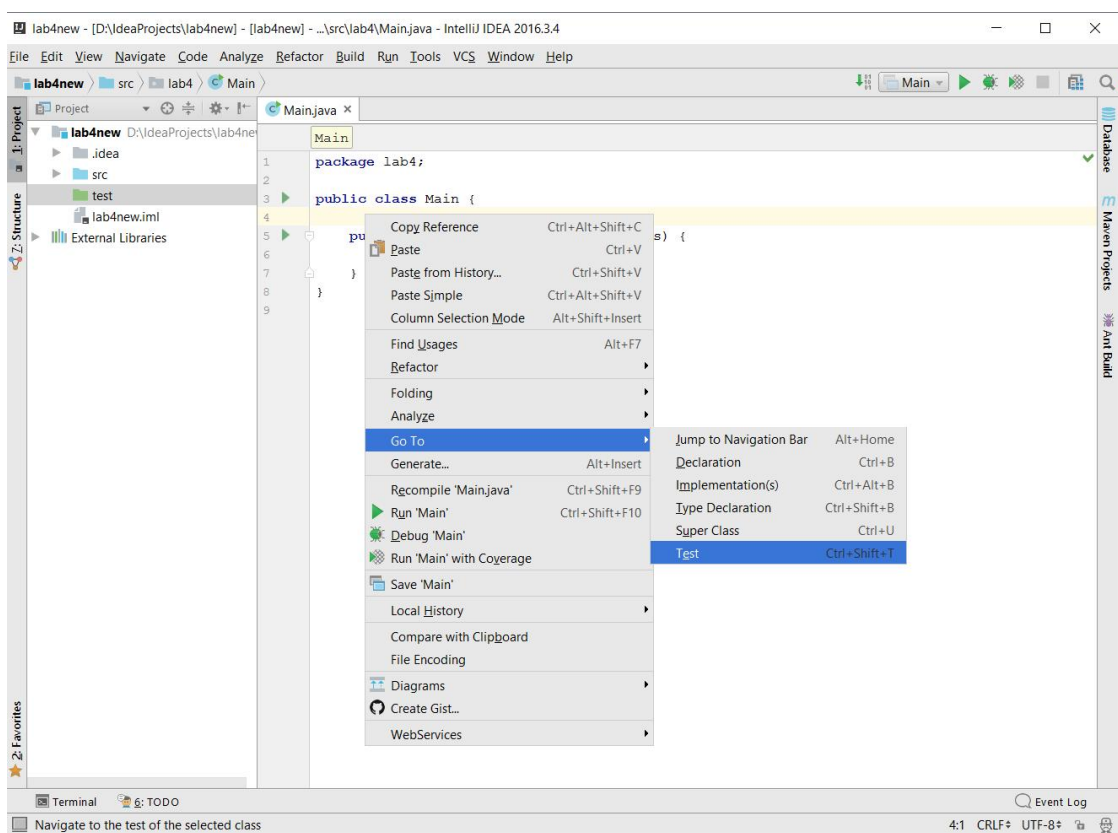 lab4new - [D:\IdeaProjects\lab4new] - [lab4new] - ...\src\lab4\Main.java - IntelliJ IDEA 2016.3.4
File Edit View Navigate Code Analyze Refactor Build Run Tools VCS Window Help
lab4new src lab4 Main
Main
Project
Main.java
1: Project
Z: Structure
2: Favorites
lab4new D:\IdeaProjects\lab4ne
.idea
src
test
lab4new.iml
External Libraries
Main
1 package lab4;
2
3 public class Main {
4
5 pu s) {
6
7 }
8 }
9
Copy Reference Ctrl+Alt+Shift+C
Paste Ctrl+V
Paste from History... Ctrl+Shift+V
Paste Simple Ctrl+Alt+Shift+V
Column Selection Mode Alt+Shift+Insert
Find Usages Alt+F7
Refactor
Folding
Analyze
Go To
Generate... Alt+Insert
Recompile 'Main.java' Ctrl+Shift+F9
Run 'Main' Ctrl+Shift+F10
Debug 'Main'
Run 'Main' with Coverage
Save 'Main'
Local History
Compare with Clipboard
File Encoding
Diagrams
Create Gist...
WebServices
Jump to Navigation Bar Alt+Home
Declaration Ctrl+B
Implementation(s) Ctrl+Alt+B
Type Declaration Ctrl+Shift+B
Super Class Ctrl+U
Test Ctrl+Shift+T
Database
Maven Projects
Ant Build
Terminal 6: TODO Event Log
Navigate to the test of the selected class 4:1 CRLF UTF-8